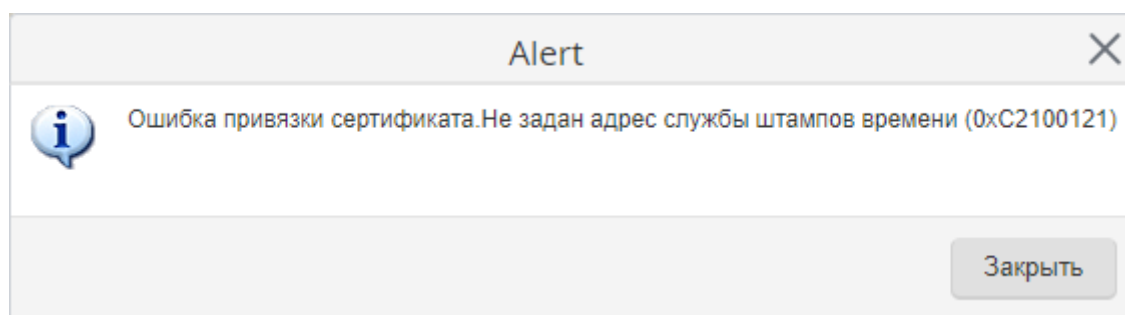 Alert
Ошибка привязки сертификата.Не задан адрес службы штампов времени (0xC2100121)
Закрыть